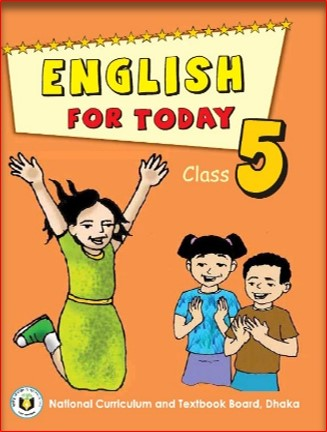 ENGLISH
FOR TODAY
Class 5
National Curriculum and Textbook Board, Dhaka